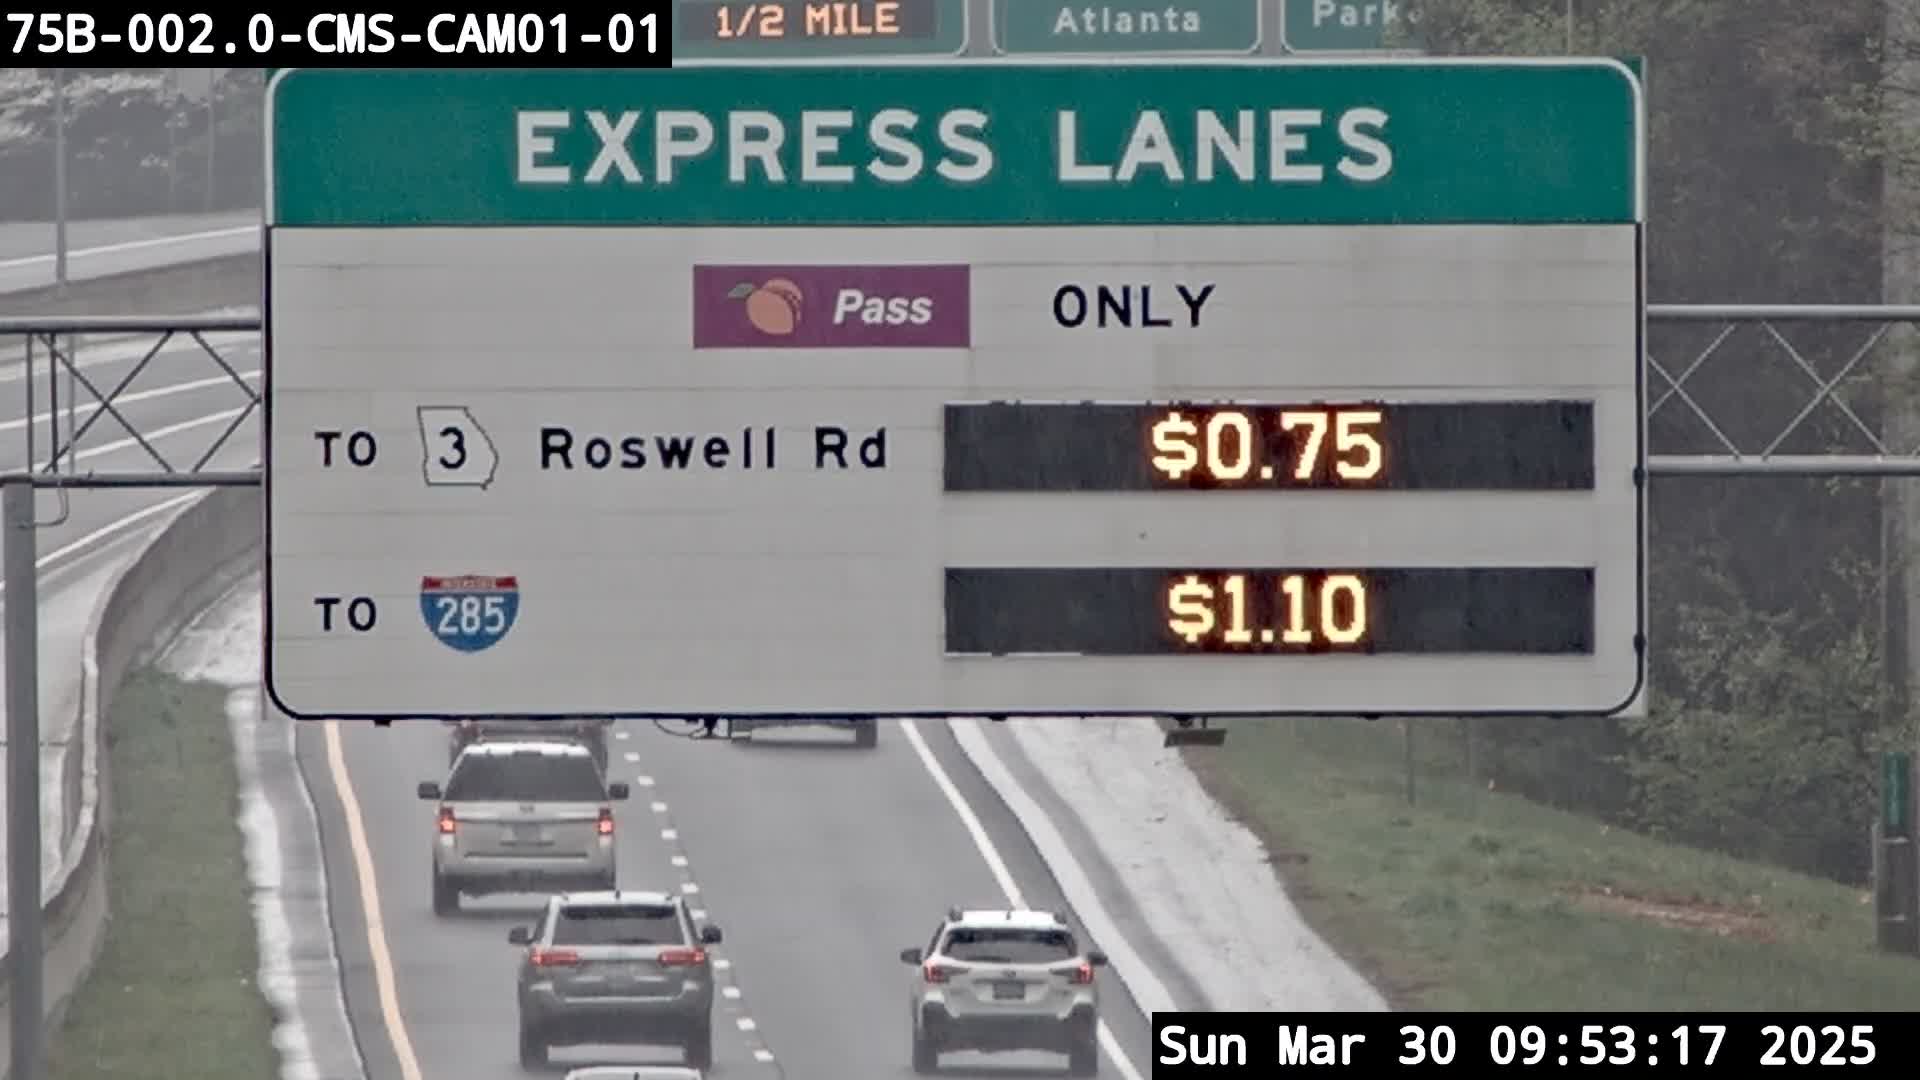 75B-002.0-CMS-CAM01-01
1/2 MILE
Atlanta
EXPRESS LANES
Pass ONLY
TO 3 Roswell Rd $0.75
TO 285 $1.10
Sun Mar 30 09:53:17 2025